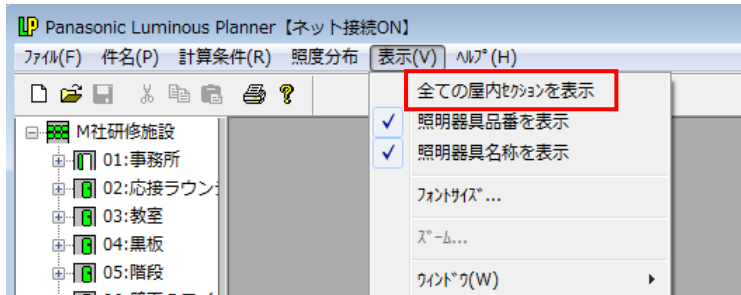 Panasonic Luminous Planner【ネット接続ON】
ﾌｧｲﾙ(F) 件名(P) 計算条件(R) 照度分布 表示(V) ﾍﾙﾌﾟ(H)
全ての屋内ｾｸｼｮﾝを表示
照明器具品番を表示
照明器具名称を表示
ﾌｫﾝﾄｻｲｽﾞ...
ｽﾞｰﾑ...
ｳｨﾝﾄﾞｳ(W)
M社研修施設
01:事務所
02:応接ラウン
03:教室
04:黒板
05:階段